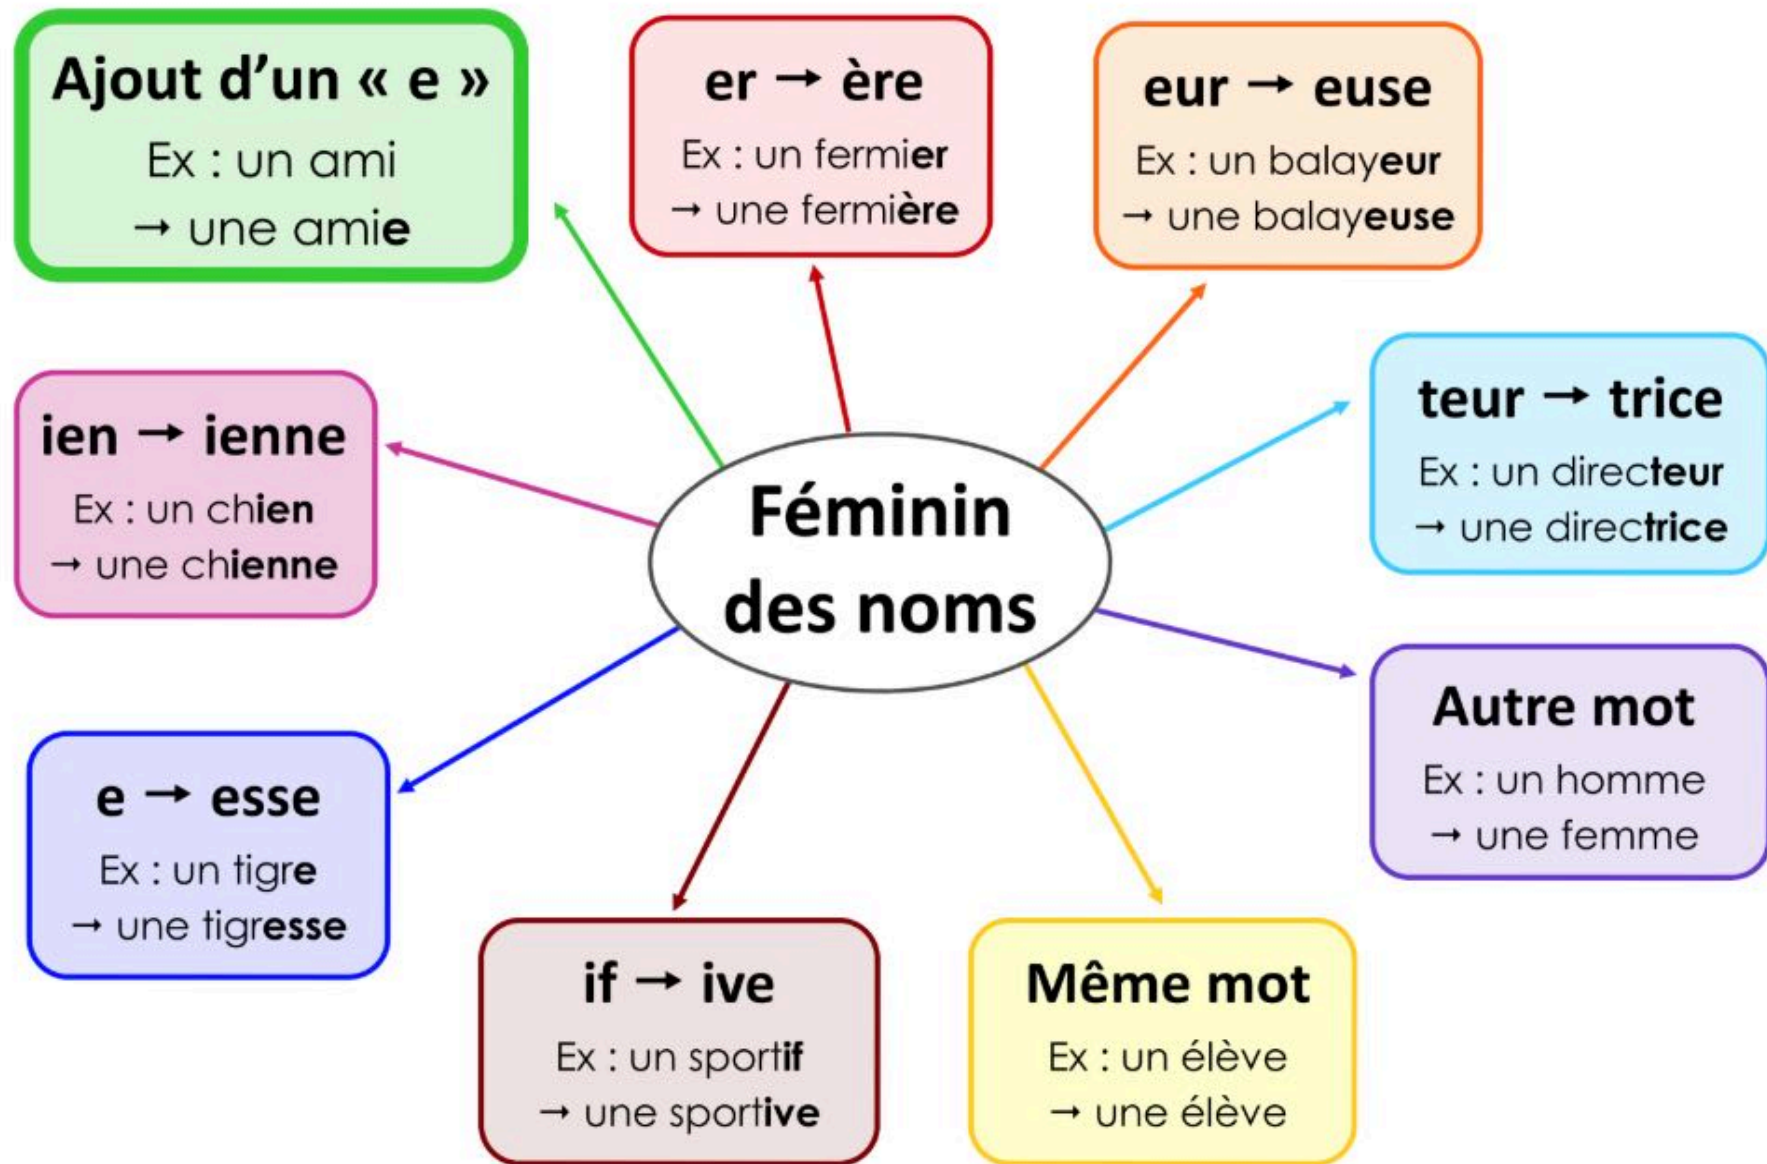 Ajout d’un « e »
Ex : un ami
→ une amie
er → ère
Ex : un fermier
→ une fermière
eur → euse
Ex : un balayeur
→ une balayeuse
ien → ienne
Ex : un chien
→ une chienne
Féminin
des noms
teur → trice
Ex : un directeur
→ une directrice
e → esse
Ex : un tigre
→ une tigresse
Autre mot
Ex : un homme
→ une femme
if → ive
Ex : un sportif
→ une sportive
Même mot
Ex : un élève
→ une élève